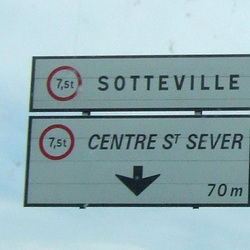 7,5t SOTTEVILLE
7,5t CENTRE ST SEVER
70 m